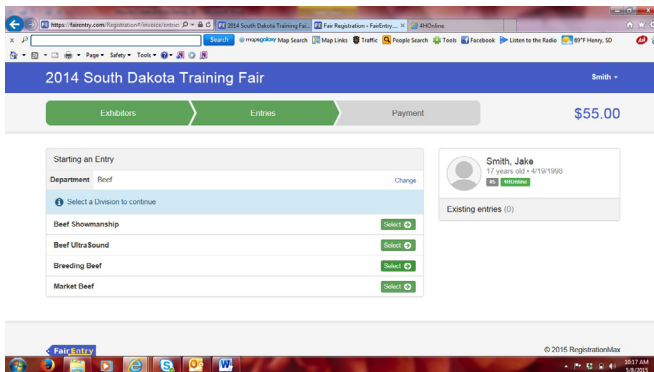 https://fairentry.com/Registration#!/invoice/entries
2014 South Dakota Training Fai...
Fair Registration - FairEntry....
4HOnline
Search
mapsgalaxy Map Search
Map Links
Traffic
People Search
Tools
Facebook
Listen to the Radio
69°F Henry, SD
Page Safety Tools
2014 South Dakota Training Fair
Smith
Exhibitors
Entries
Payment
$55.00
Starting an Entry
Department Beef
Change
Select a Division to continue
Beef Showmanship
Select
Beef UltraSound
Select
Breeding Beef
Select
Market Beef
Select
Smith, Jake
17 years old • 4/19/1998
#5 4HOnline
Existing entries (0)
FairEntry
© 2015 RegistrationMax
10:17 AM
5/8/2015